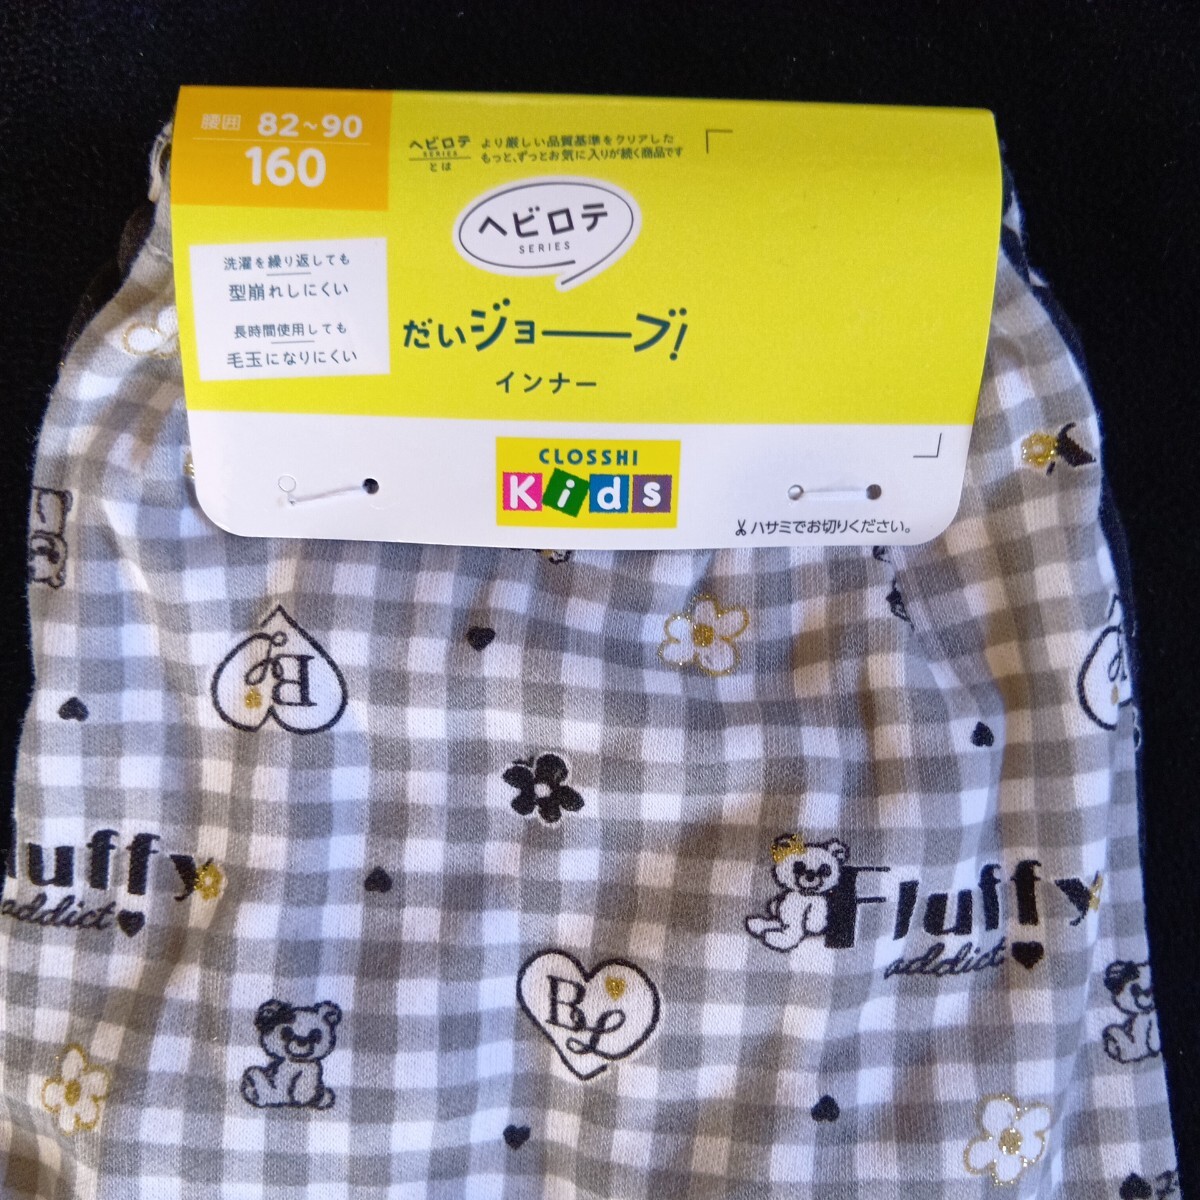 腰囲 82~90
160
ヘビロテ
SERIES
とは
より厳しい品質基準をクリアした
もっと、ずっとお気に入りが続く商品です
ヘビロテ
SERIES
洗濯を繰り返しても
型崩れしにくい
長時間使用しても
毛玉になりにくい
だいジョーブ!
インナー
CLOSSHI
Kids
ハサミでお切りください。
BL
luffy
addict
Fluffy
addict
BL